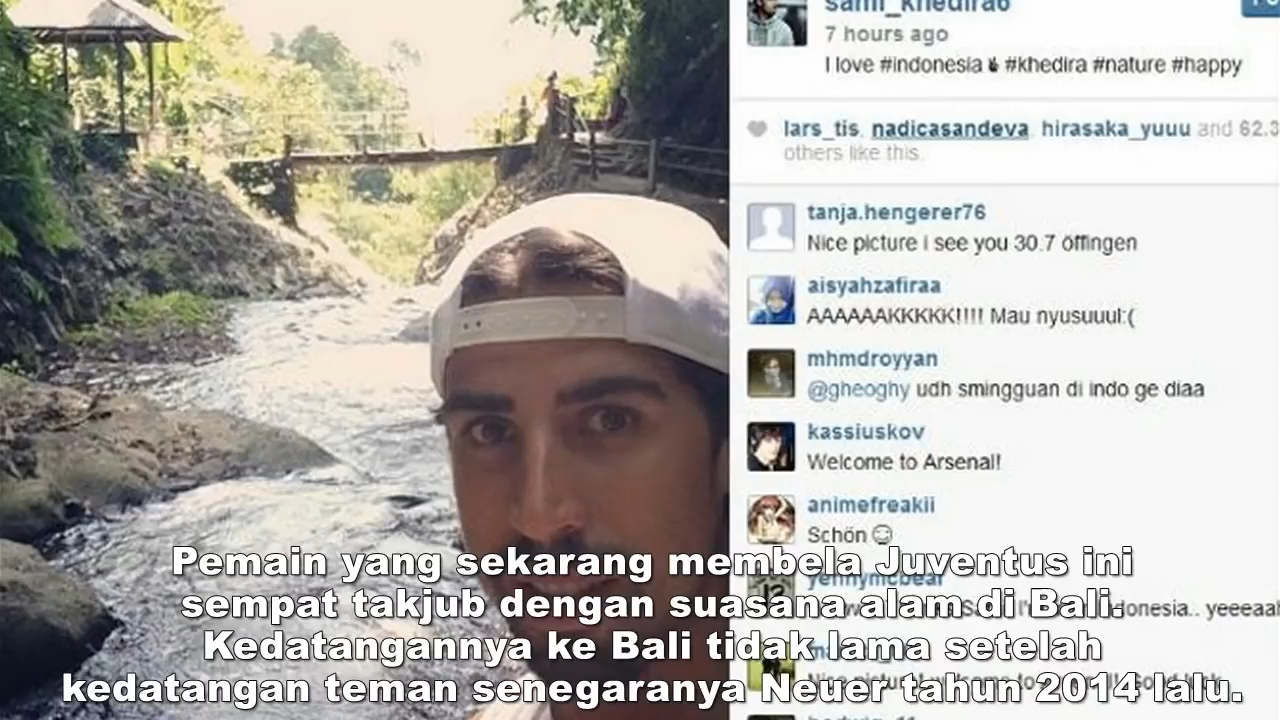 sami_khedira6
7 hours ago
I love #indonesia✌ #khedira #nature #happy
lars_tis, nadicasandeva, hirasaka_yuuu and 62.3
others like this.
tanja.hengerer76
Nice picture i see you 30.7 öffingen
aisyahzafiraa
AAAAAAKKKKK!!!! Mau nyusuuul:(
mhmdroyyan
@gheoghy udh smingguan di indo ge diaa
kassiuskov
Welcome to Arsenal!
animefreakii
Schön
Pemain yang sekarang membela Juventus ini
sempat takjub dengan suasana alam di Bali.
Kedatangannya ke Bali tidak lama setelah
kedatangan teman senegaranya Neuer tahun 2014 lalu.